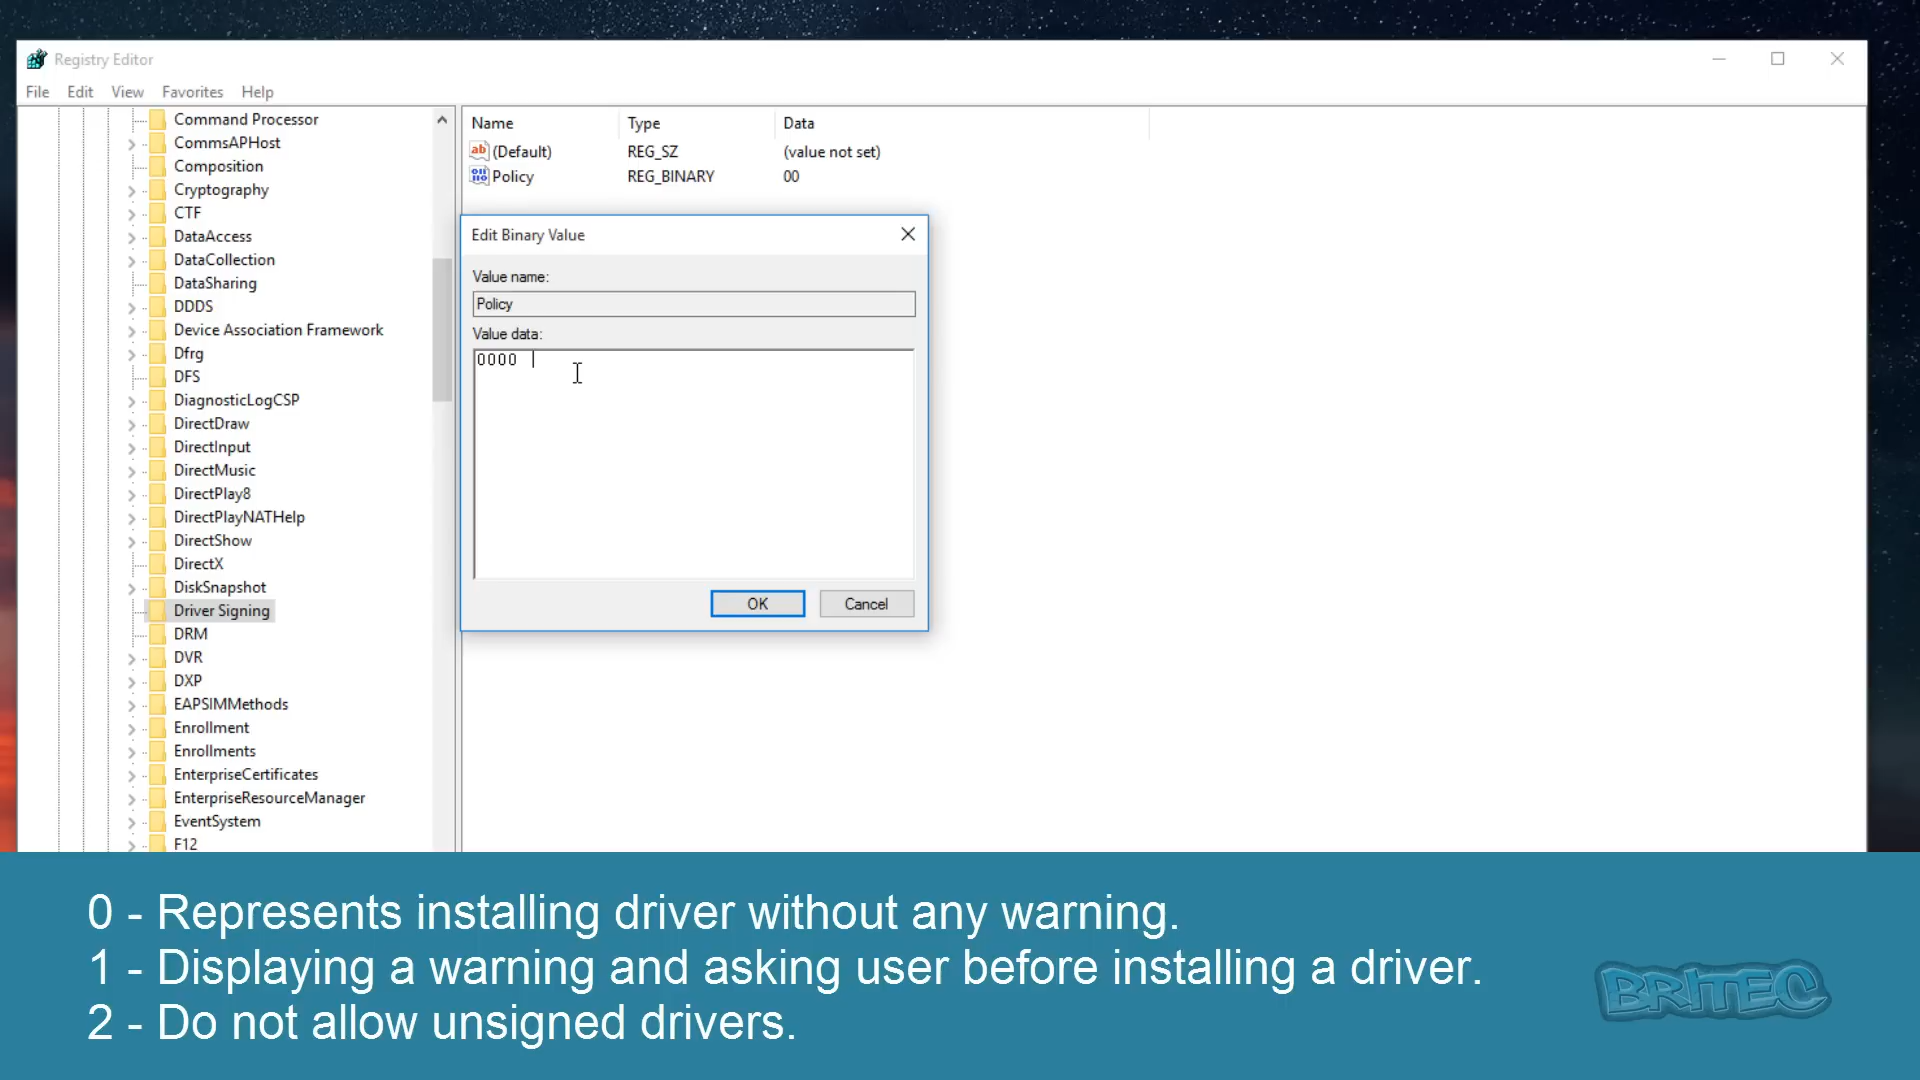 Registry Editor
File Edit View Favorites Help
Command Processor
CommsAPHost
Composition
Cryptography
CTF
DataAccess
DataCollection
DataSharing
DDDS
Device Association Framework
Dfrg
DFS
DiagnosticLogCSP
DirectDraw
DirectInput
DirectMusic
DirectPlay8
DirectPlayNATHelp
DirectShow
DirectX
DiskSnapshot
Driver Signing
DRM
DVR
DXP
EAPSIMMethods
Enrollment
Enrollments
EnterpriseCertificates
EnterpriseResourceManager
EventSystem
F12
Name Type Data
(Default) REG_SZ (value not set)
Policy REG_BINARY 00
Edit Binary Value
Value name:
Policy
Value data:
0000
OK Cancel
0 - Represents installing driver without any warning.
1 - Displaying a warning and asking user before installing a driver.
2 - Do not allow unsigned drivers.
BRITEC